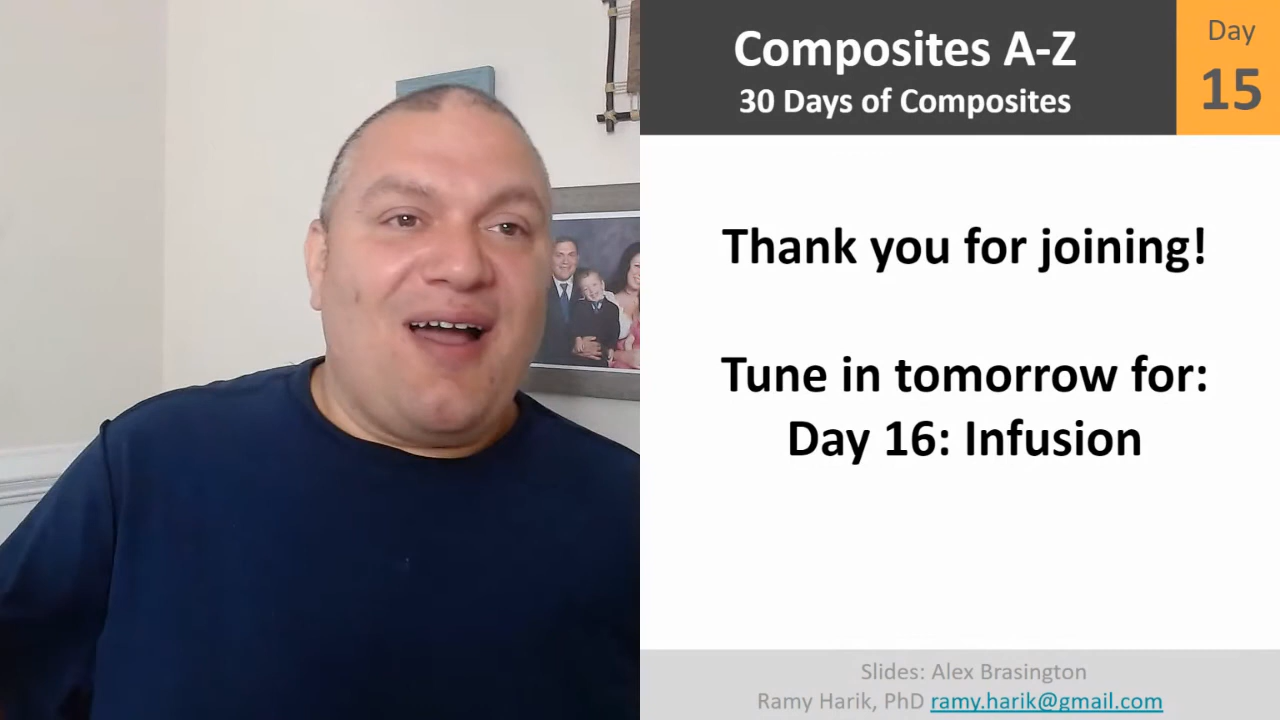 Composites A-Z
30 Days of Composites
Day
15
Thank you for joining!
Tune in tomorrow for:
Day 16: Infusion
Slides: Alex Brasington
Ramy Harik, PhD ramy.harik@gmail.com